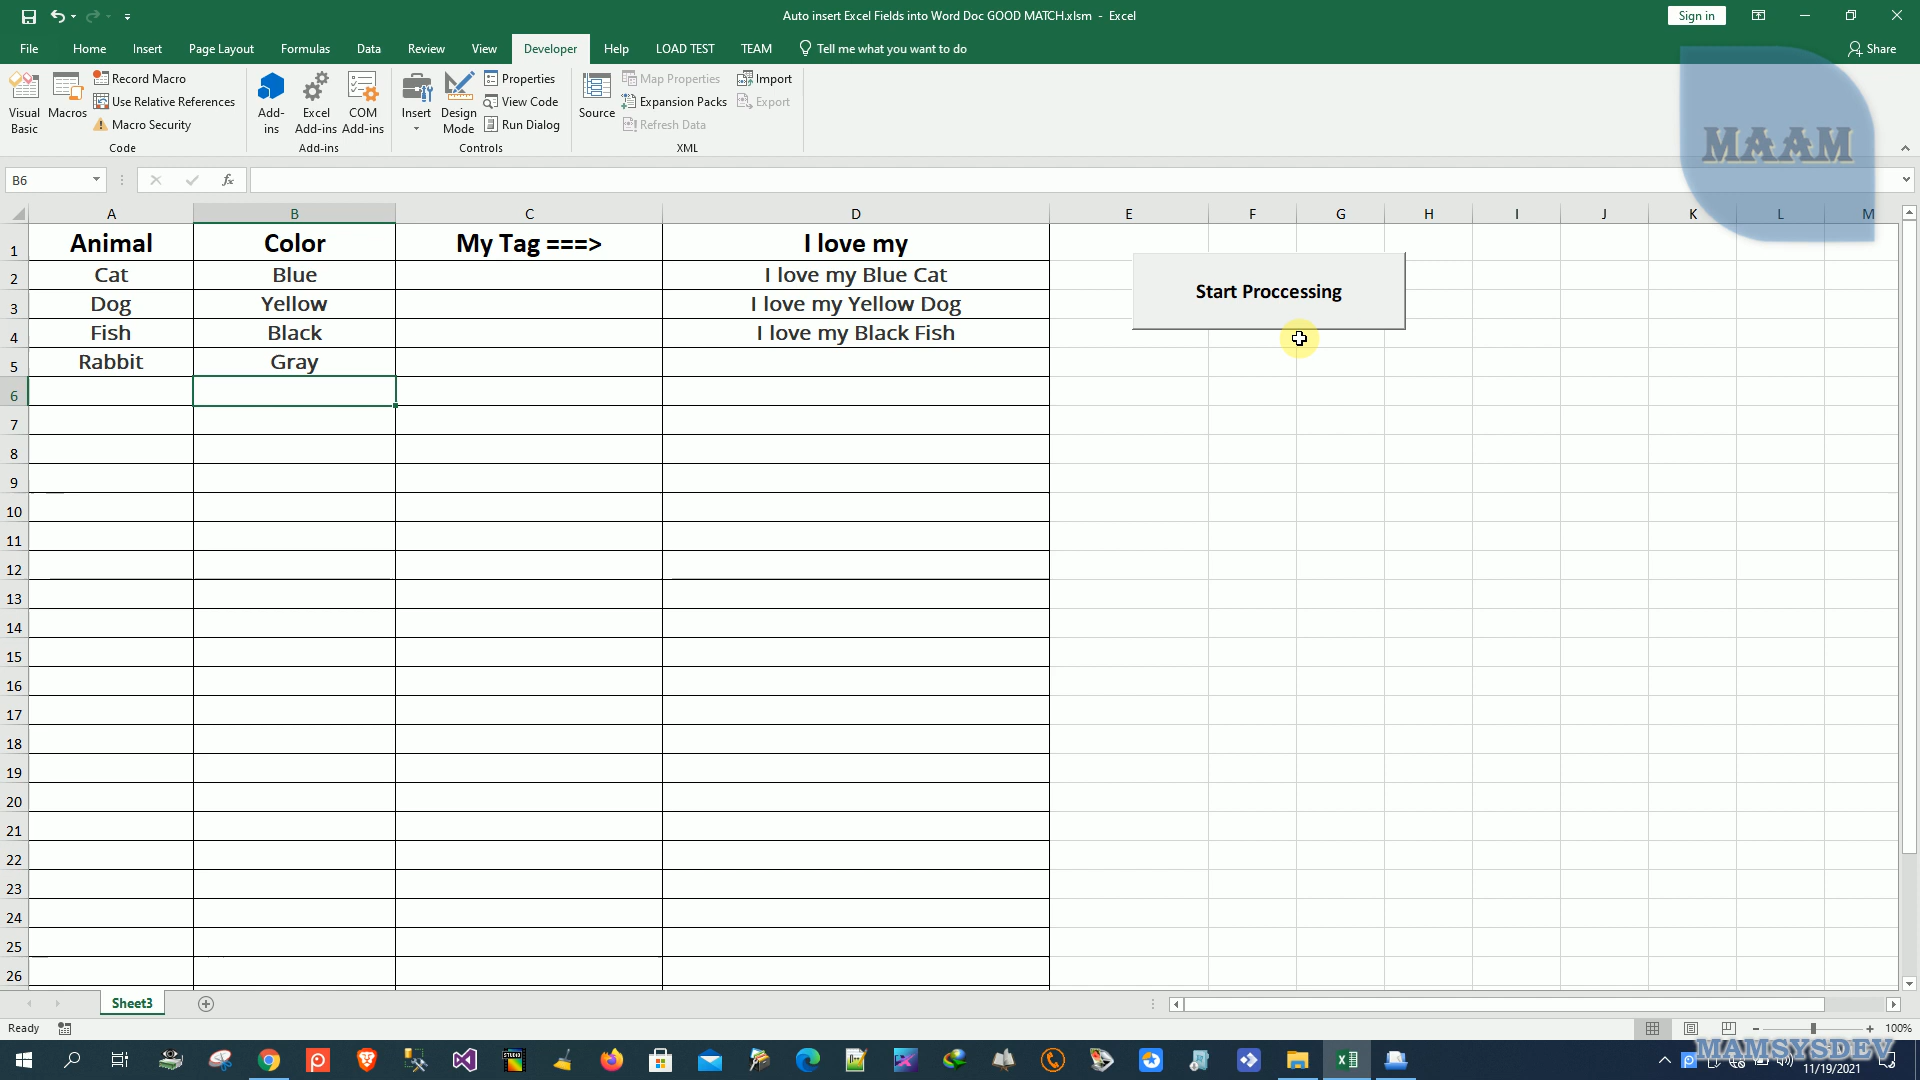 Auto insert Excel Fields into Word Doc GOOD MATCH.xlsm - Excel
Sign in
File Home Insert Page Layout Formulas Data Review View Developer Help LOAD TEST TEAM Tell me what you want to do Share
Visual Basic
Macros
Record Macro
Use Relative References
Macro Security
Code
Add-ins
Excel Add-ins
COM Add-ins
Add-ins
Insert
Design Mode
Properties
View Code
Run Dialog
Controls
Source
Map Properties
Expansion Packs
Refresh Data
Import
Export
XML
MAAM
B6
fx
A B C D E F G H I J K L M
1 Animal Color My Tag ===> I love my
2 Cat Blue I love my Blue Cat
3 Dog Yellow I love my Yellow Dog
4 Fish Black I love my Black Fish
5 Rabbit Gray
Start Proccessing
6
7
8
9
10
11
12
13
14
15
16
17
18
19
20
21
22
23
24
25
26
Sheet3
Ready
100%
STUDIO
MAMSYSDEV
11/19/2021